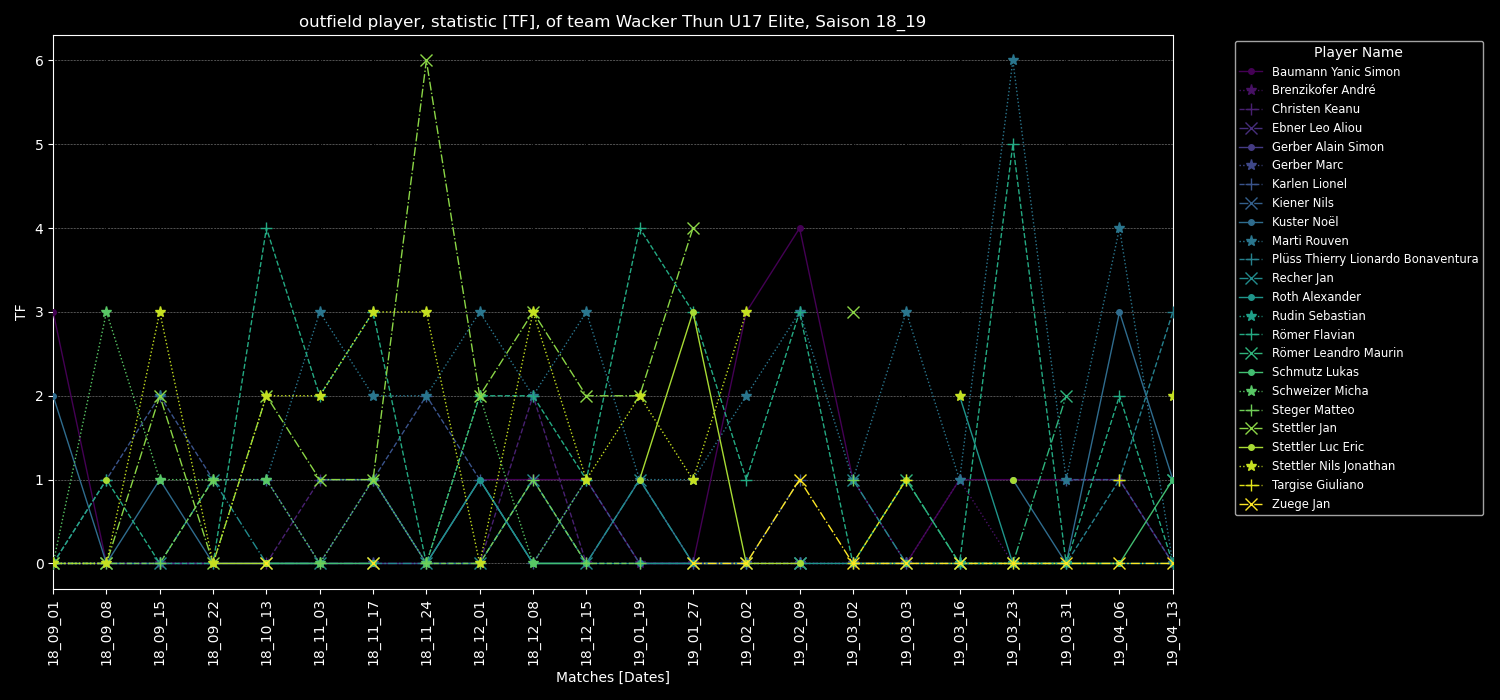 outfield player, statistic [TF], of team Wacker Thun U17 Elite, Saison 18_19
TF
6
5
4
3
2
1
0
18_09_01
18_09_08
18_09_15
18_09_22
18_10_13
18_11_03
18_11_17
18_11_24
18_12_01
18_12_08
18_12_15
19_01_19
19_01_27
19_02_02
19_02_09
19_03_02
19_03_03
19_03_16
19_03_23
19_03_31
19_04_06
19_04_13
Matches [Dates]
Player Name
Baumann Yanic Simon
Brenzikofer André
Christen Keanu
Ebner Leo Aliou
Gerber Alain Simon
Gerber Marc
Karlen Lionel
Kiener Nils
Kuster Noël
Marti Rouven
Plüss Thierry Lionardo Bonaventura
Recher Jan
Roth Alexander
Rudin Sebastian
Römer Flavian
Römer Leandro Maurin
Schmutz Lukas
Schweizer Micha
Steger Matteo
Stettler Jan
Stettler Luc Eric
Stettler Nils Jonathan
Targise Giuliano
Zuege Jan